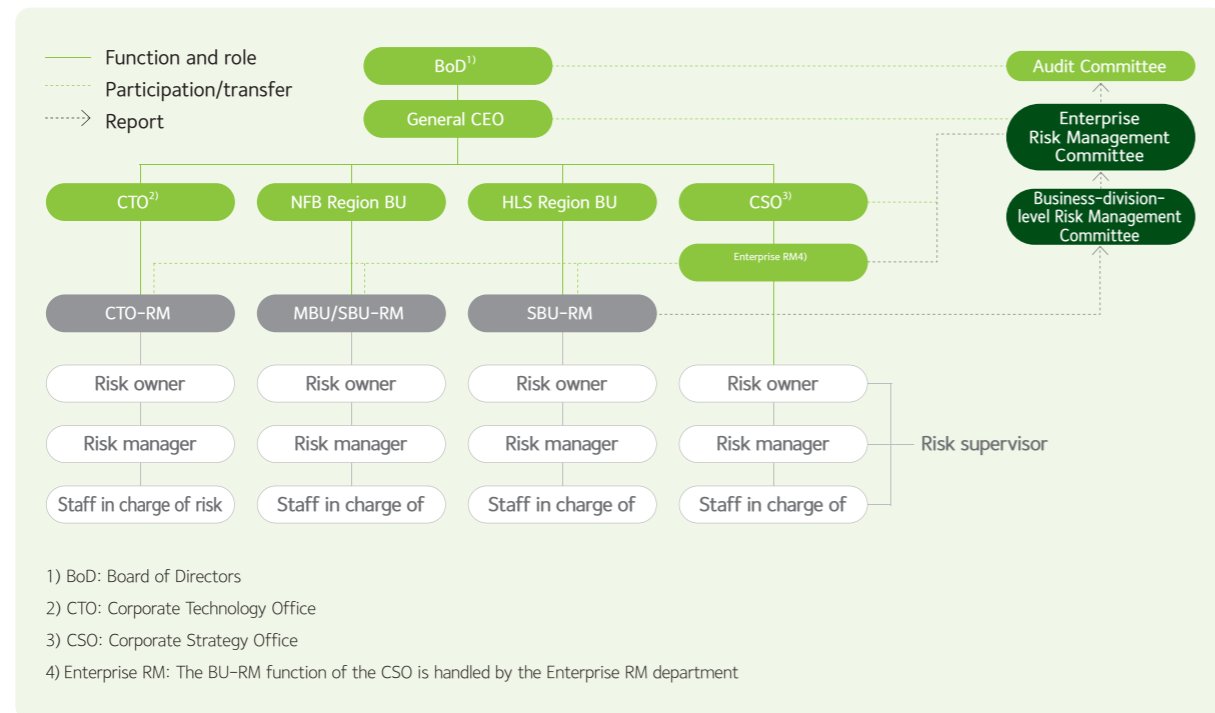 Function and role
Participation/transfer
Report
BoD1)
General CEO
Audit Committee
Enterprise
Risk Management
Committee
Business-division-
level Risk Management
Committee
CTO2)
NFB Region BU
HLS Region BU
CSO3)
Enterprise RM4)
CTO-RM
MBU/SBU-RM
SBU-RM
Risk owner
Risk owner
Risk owner
Risk owner
Risk manager
Risk manager
Risk manager
Risk manager
Risk supervisor
Staff in charge of risk
Staff in charge of
Staff in charge of
Staff in charge of
1) BoD: Board of Directors
2) CTO: Corporate Technology Office
3) CSO: Corporate Strategy Office
4) Enterprise RM: The BU-RM function of the CSO is handled by the Enterprise RM department